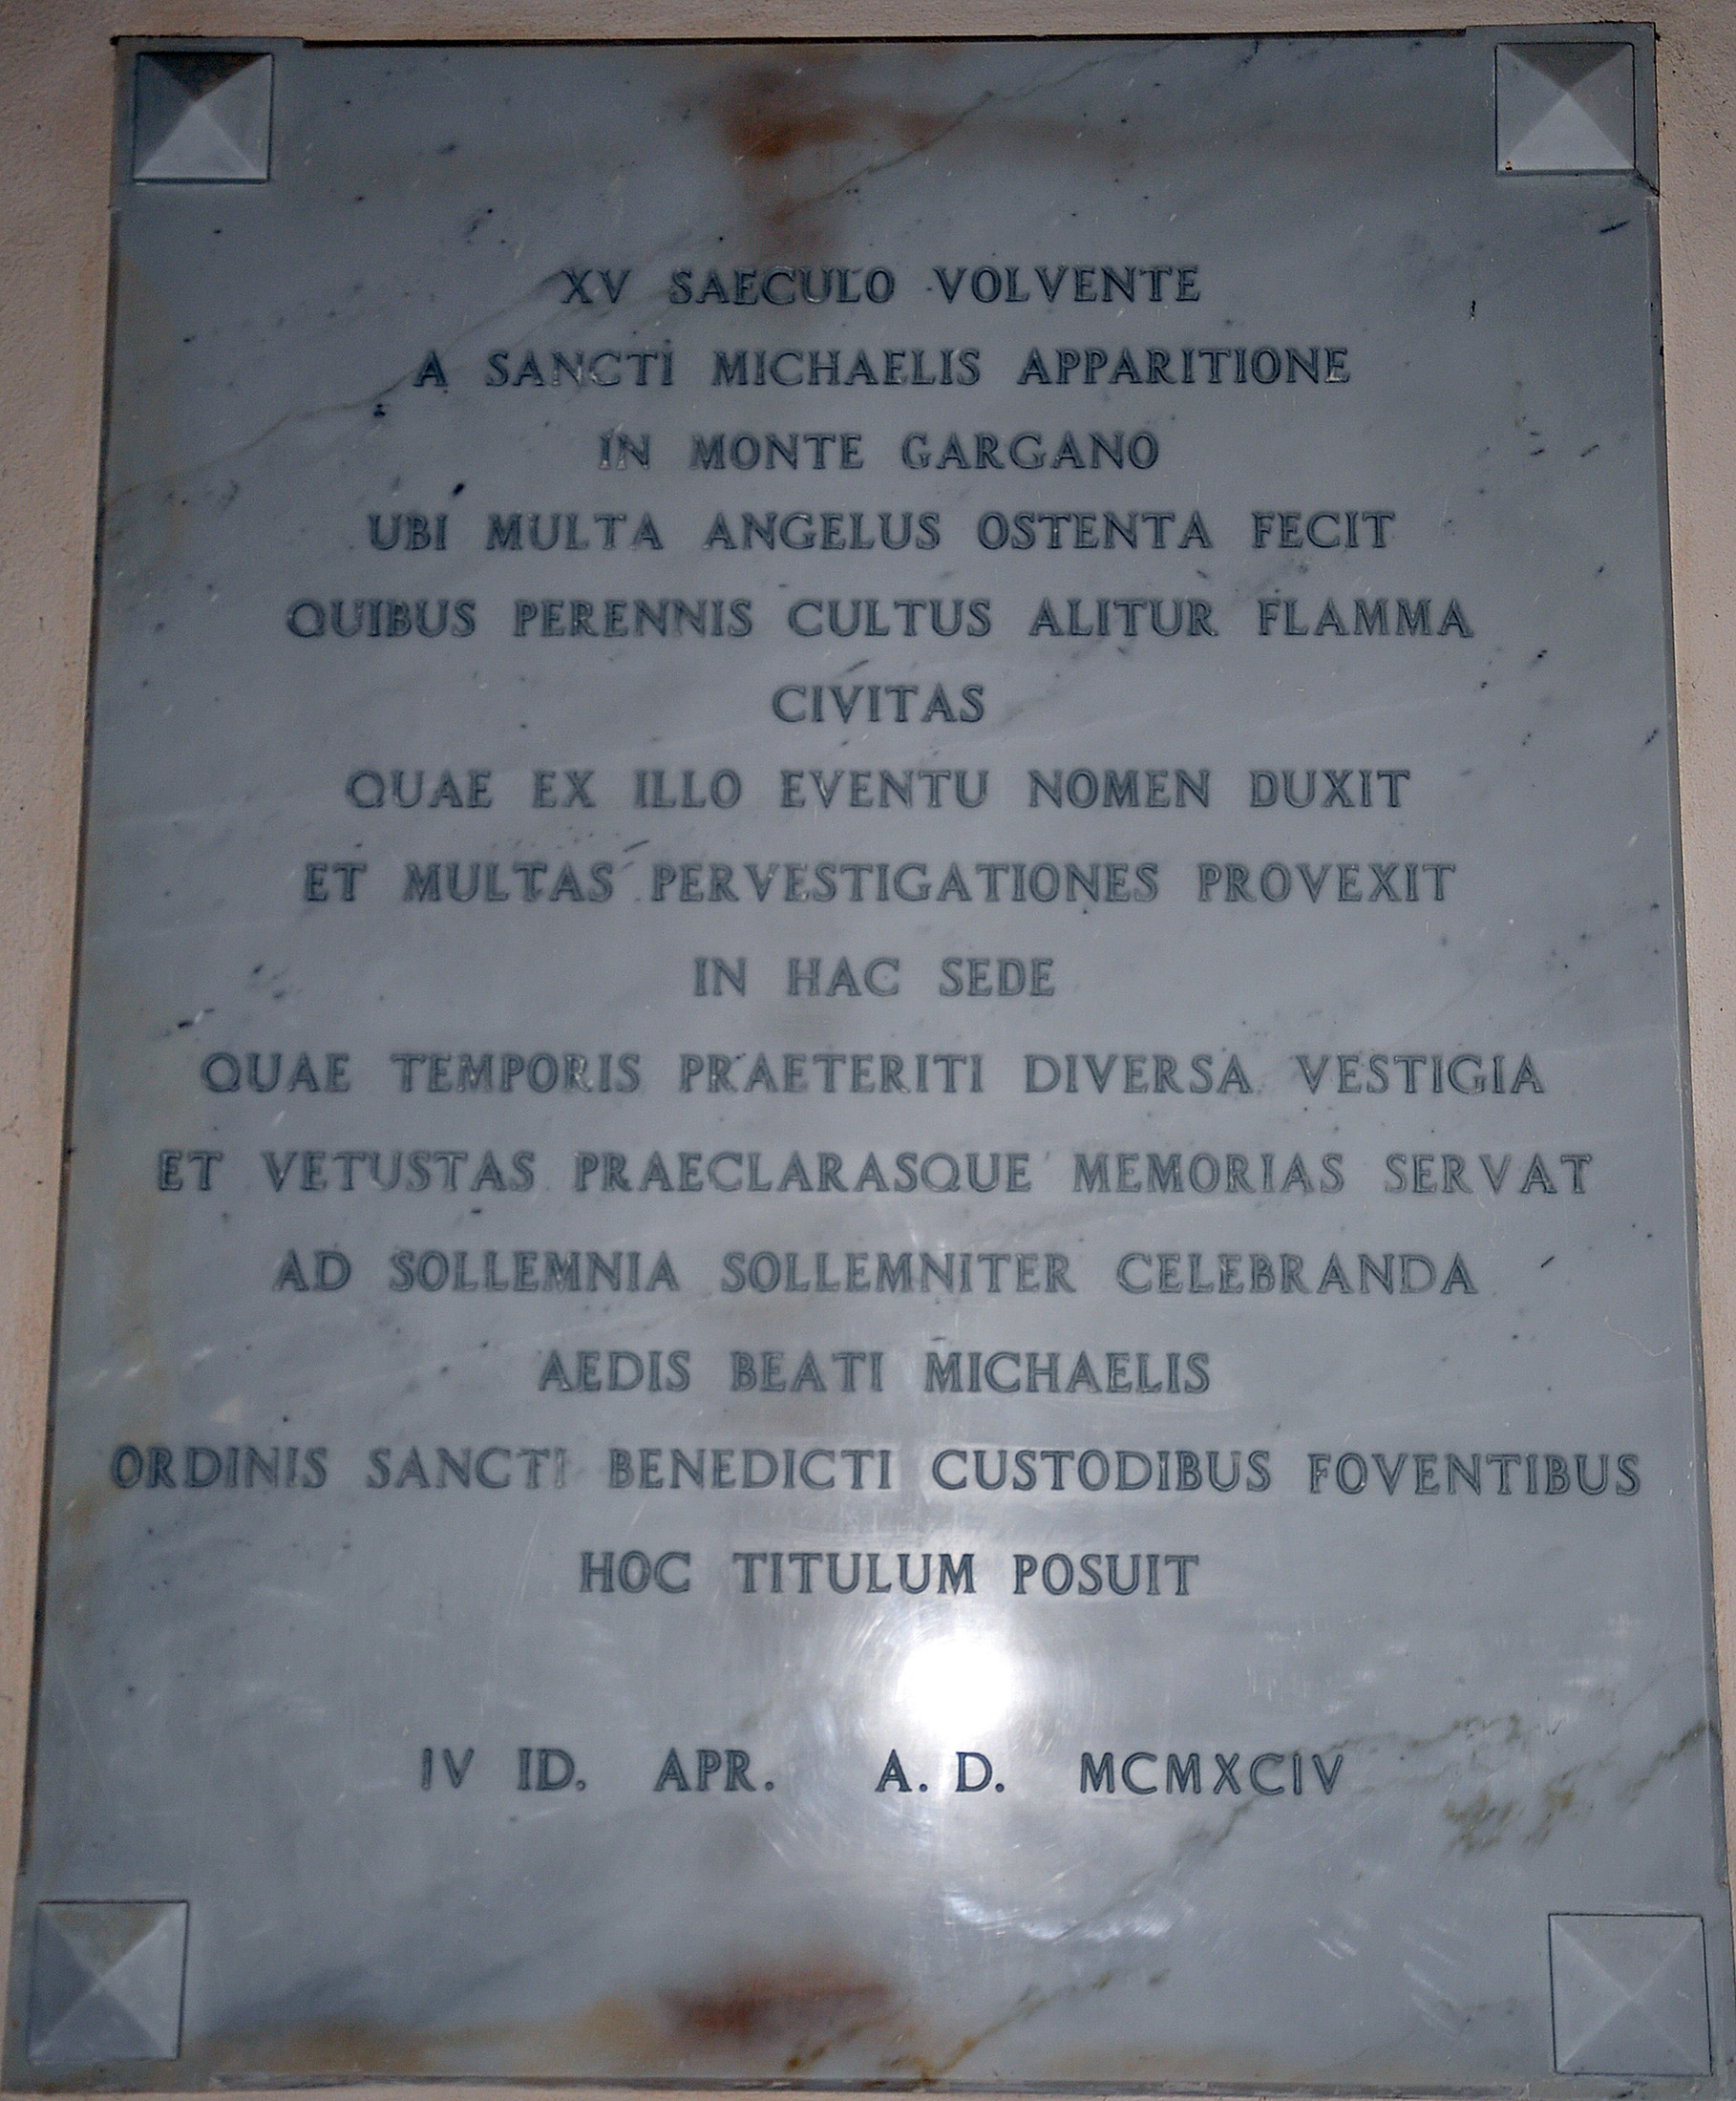 XV SAECULO VOLVENTE
A SANCTI MICHAELIS APPARITIONE
IN MONTE GARGANO
UBI MULTA ANGELUS OSTENTA FECIT
QUIBUS PERENNIS CULTUS ALITUR FLAMMA
CIVITAS
QUAE EX ILLO EVENTU NOMEN DUXIT
ET MULTAS PERVESTIGATIONES PROVEXIT
IN HAC SEDE
QUAE TEMPORIS PRAETERITI DIVERSA VESTIGIA
ET VETUSTAS PRAECLARASQUE MEMORIAS SERVAT
AD SOLLEMNIA SOLLEMNITER CELEBRANDA
AEDIS BEATI MICHAELIS
ORDINIS SANCTI BENEDICTI CUSTODIBUS FOVENTIBUS
HOC TITULUM POSUIT
IV ID. APR. A. D. MCMXCIV